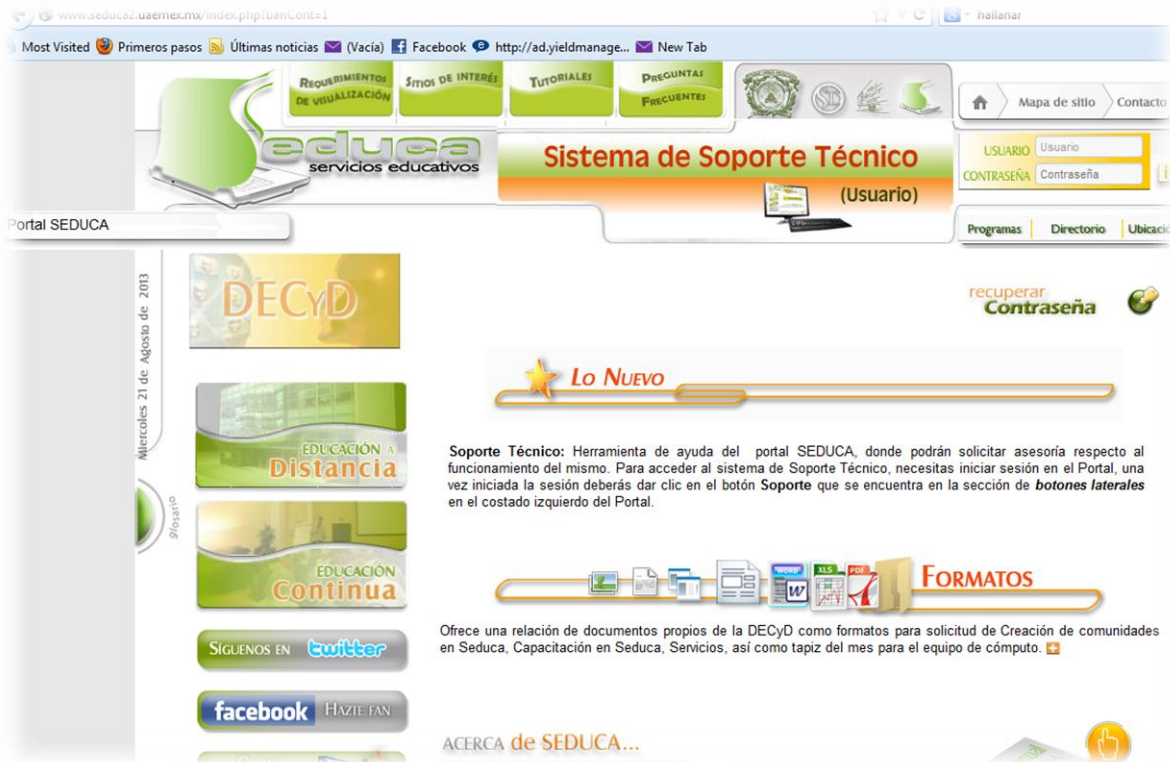 www.seduca2.uaemex.mx/index.php?banCont=1
hailanar
Most Visited Primeros pasos Últimas noticias (Vacía) Facebook http://ad.yieldmanage... New Tab
REQUERIMIENTOS
DE VISUALIZACIÓN
SITIOS DE INTERÉS
TUTORIALES
PREGUNTAS
FRECUENTES
Mapa de sitio
Contacto
Seduca
servicios educativos
Sistema de Soporte Técnico
(Usuario)
USUARIO Usuario
CONTRASEÑA Contraseña
Portal SEDUCA
Programas
Directorio
Miercoles 21 de Agosto de 2013
glosario
DECyD
recuperar
Contraseña
LO NUEVO
Soporte Técnico: Herramienta de ayuda del portal SEDUCA, donde podrán solicitar asesoría respecto al
funcionamiento del mismo. Para acceder al sistema de Soporte Técnico, necesitas iniciar sesión en el Portal, una
vez iniciada la sesión deberás dar clic en el botón Soporte que se encuentra en la sección de botones laterales
en el costado izquierdo del Portal.
EDUCACIÓN A
Distancia
EDUCACIÓN
Continua
WORD
W
XLS
PDF
FORMATOS
Ofrece una relación de documentos propios de la DECyD como formatos para solicitud de Creación de comunidades
en Seduca, Capacitación en Seduca, Servicios, así como tapiz del mes para el equipo de cómputo.
SÍGUENOS EN twitter
facebook HAZTE FAN
ACERCA de SEDUCA...